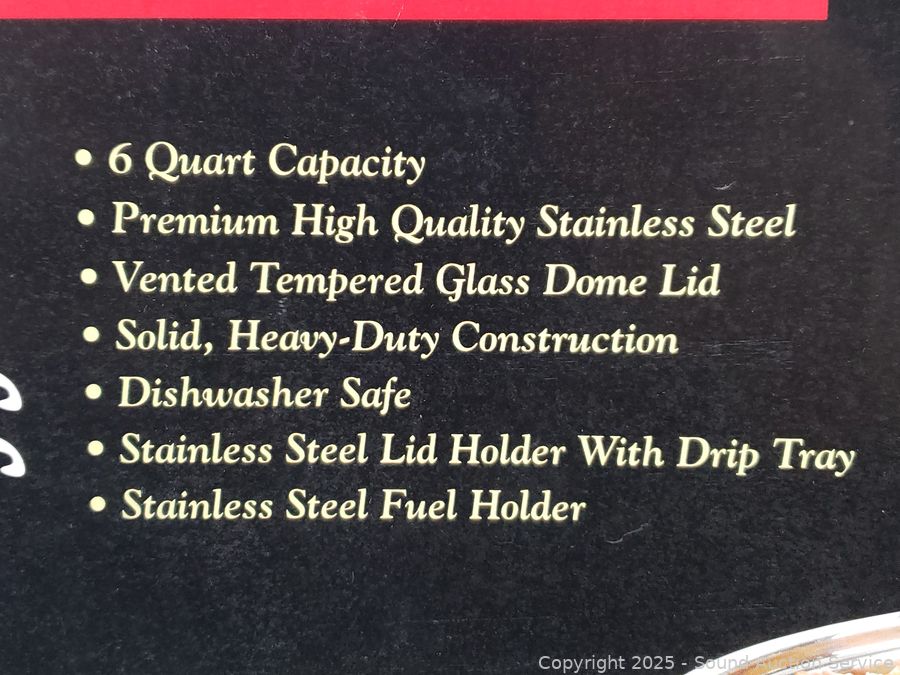 • 6 Quart Capacity
• Premium High Quality Stainless Steel
• Vented Tempered Glass Dome Lid
• Solid, Heavy-Duty Construction
• Dishwasher Safe
• Stainless Steel Lid Holder With Drip Tray
• Stainless Steel Fuel Holder
Copyright 2025 - Sound Auction Service